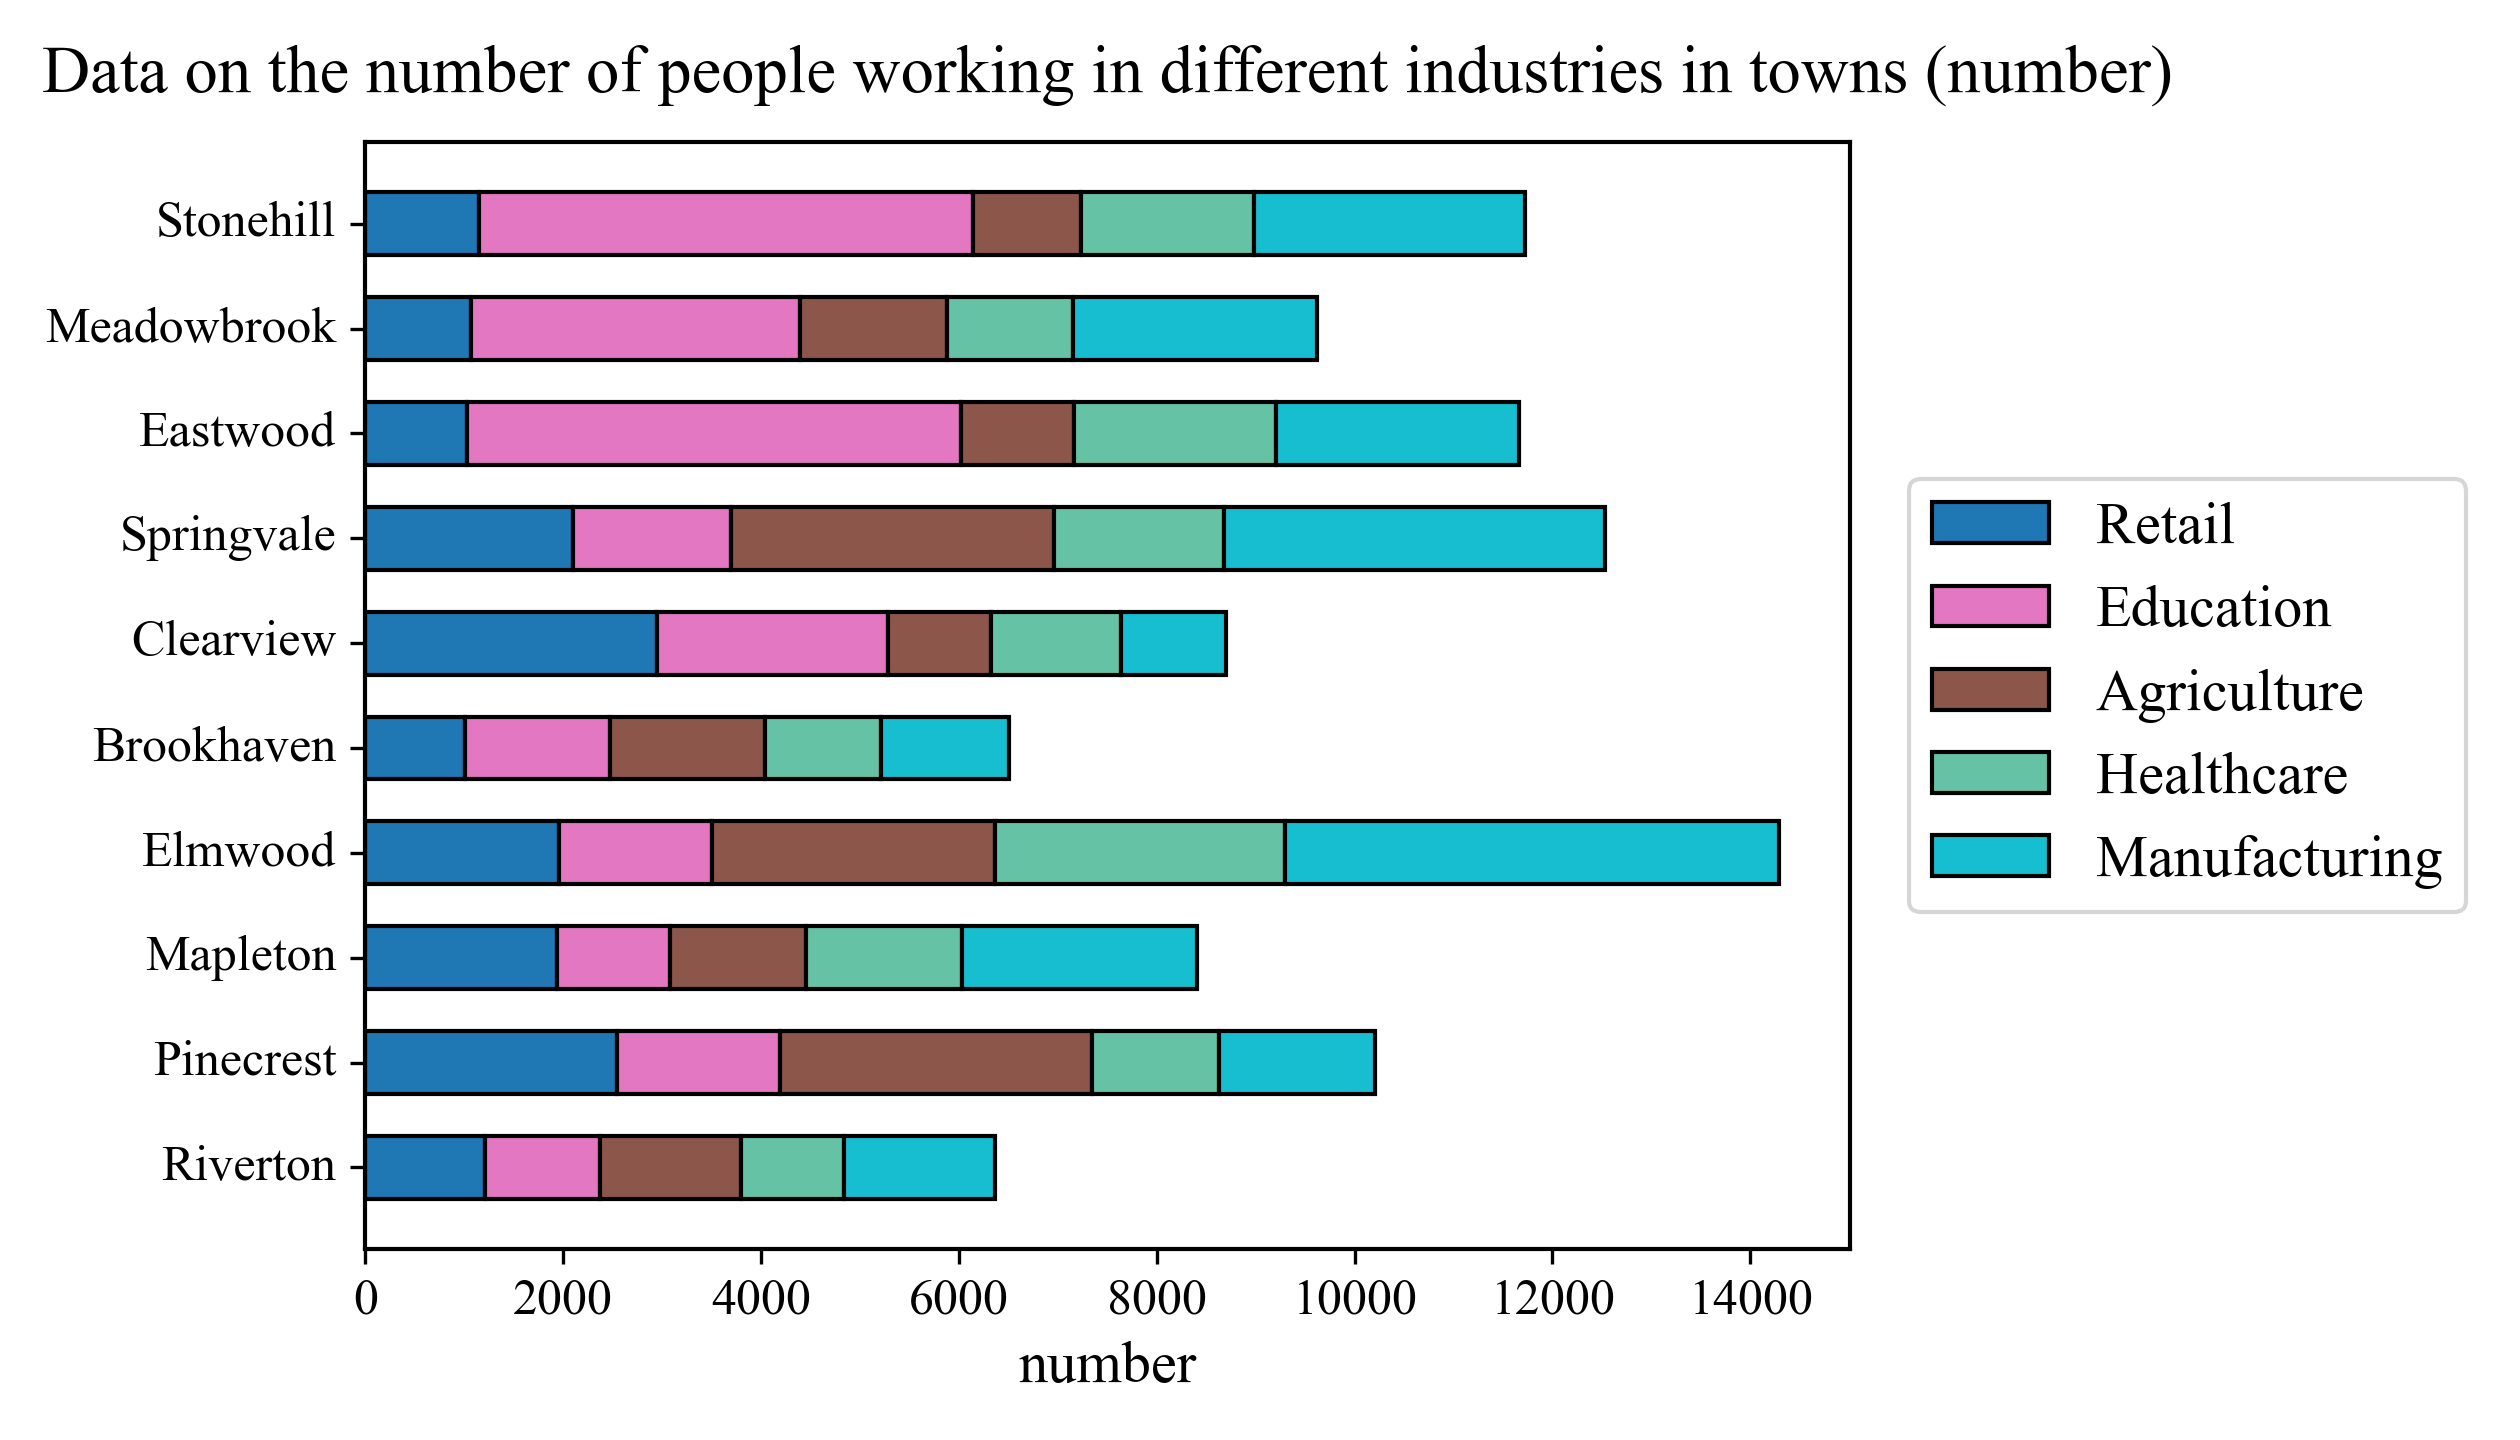 Data on the number of people working in different industries in towns (number)
Stonehill
Meadowbrook
Eastwood
Springvale
Clearview
Brookhaven
Elmwood
Mapleton
Pinecrest
Riverton
0 2000 4000 6000 8000 10000 12000 14000
number
Retail
Education
Agriculture
Healthcare
Manufacturing